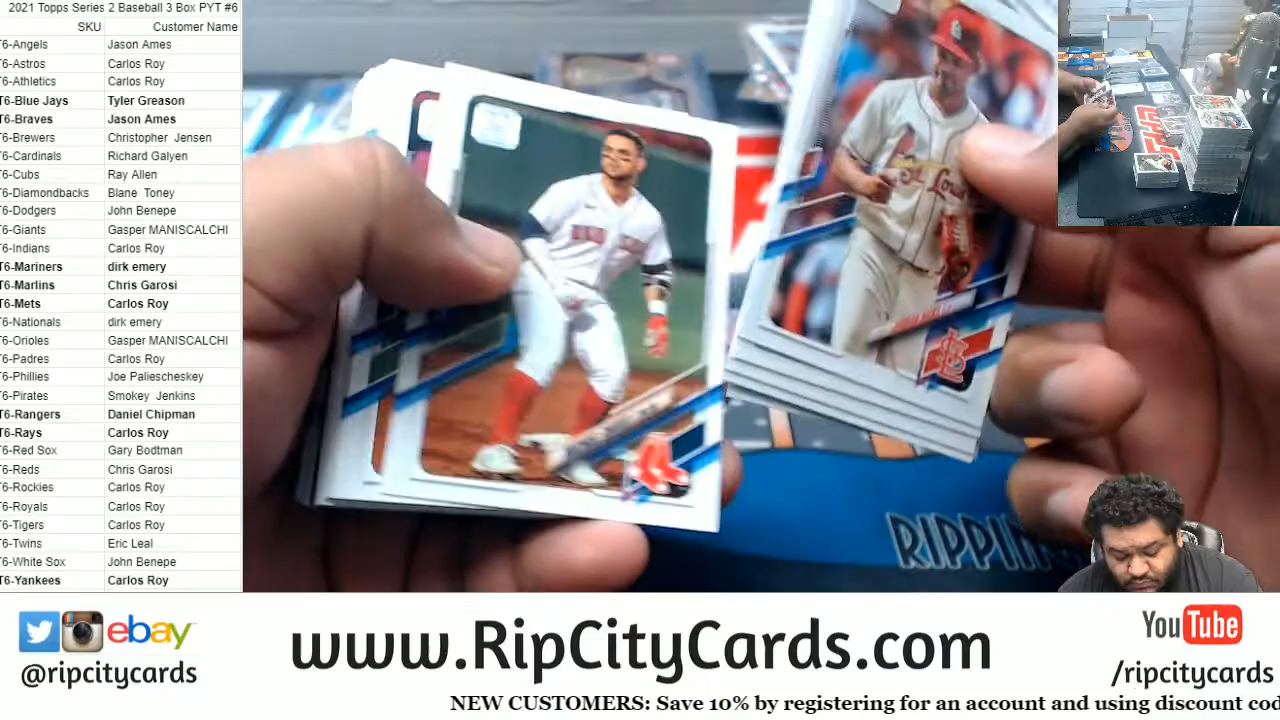 2021 Topps Series 2 Baseball 3 Box PYT #6
SKU Customer Name
T6-Angels Jason Ames
T6-Astros Carlos Roy
T6-Athletics Carlos Roy
T6-Blue Jays Tyler Greason
T6-Braves Jason Ames
T6-Brewers Christopher Jensen
T6-Cardinals Richard Galyen
T6-Cubs Ray Allen
T6-Diamondbacks Blane Toney
T6-Dodgers John Benepe
T6-Giants Gasper MANISCALCHI
T6-Indians Carlos Roy
T6-Mariners dirk emery
T6-Marlins Chris Garosi
T6-Mets Carlos Roy
T6-Nationals dirk emery
T6-Orioles Gasper MANISCALCHI
T6-Padres Carlos Roy
T6-Phillies Joe Paliescheskey
T6-Pirates Smokey Jenkins
T6-Rangers Daniel Chipman
T6-Rays Carlos Roy
T6-Red Sox Gary Bodtman
T6-Reds Chris Garosi
T6-Rockies Carlos Roy
T6-Royals Carlos Roy
T6-Tigers Carlos Roy
T6-Twins Eric Leal
T6-White Sox John Benepe
T6-Yankees Carlos Roy
St. Louis
RIPPIN
ebay
@ripcitycards
www.RipCityCards.com
YouTube
/ripcitycards
NEW CUSTOMERS: Save 10% by registering for an account and using discount cod